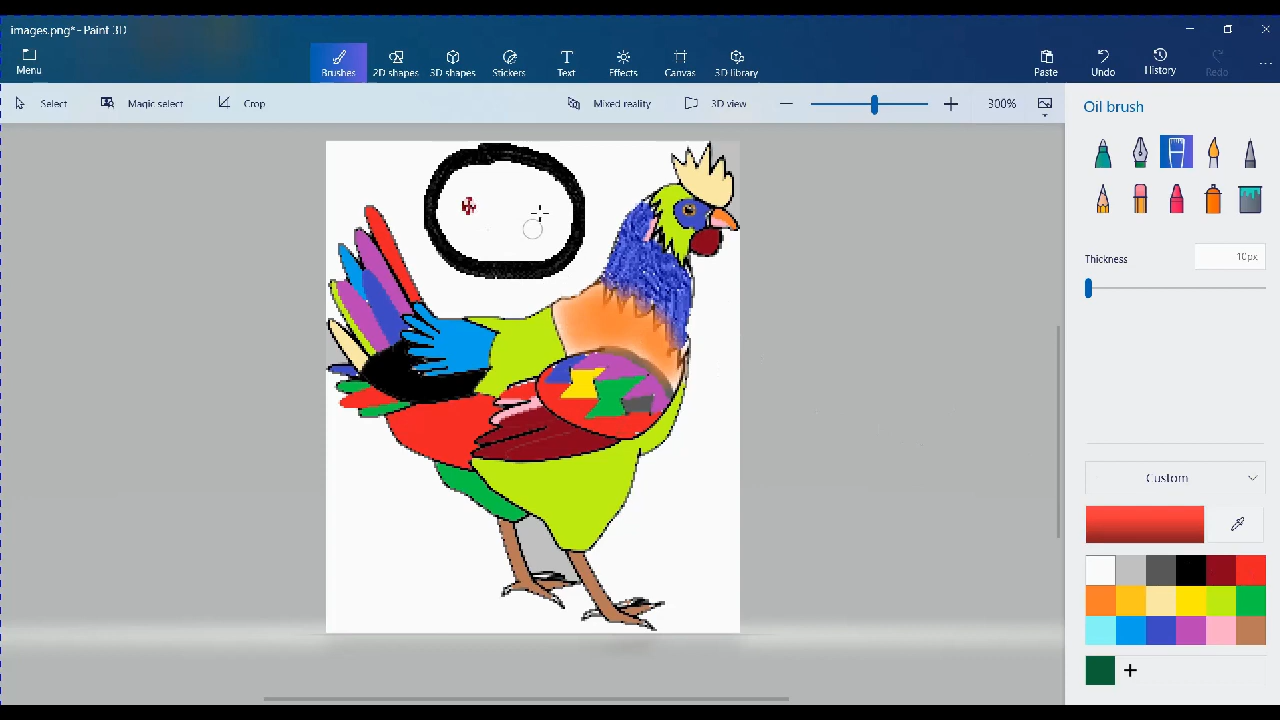 images.png* - Paint 3D
Menu
Brushes
2D shapes
3D shapes
Stickers
Text
Effects
Canvas
3D library
Paste
Undo
History
Redo
Select
Magic select
Crop
Mixed reality
3D view
300%
Oil brush
Thickness
10px
Custom